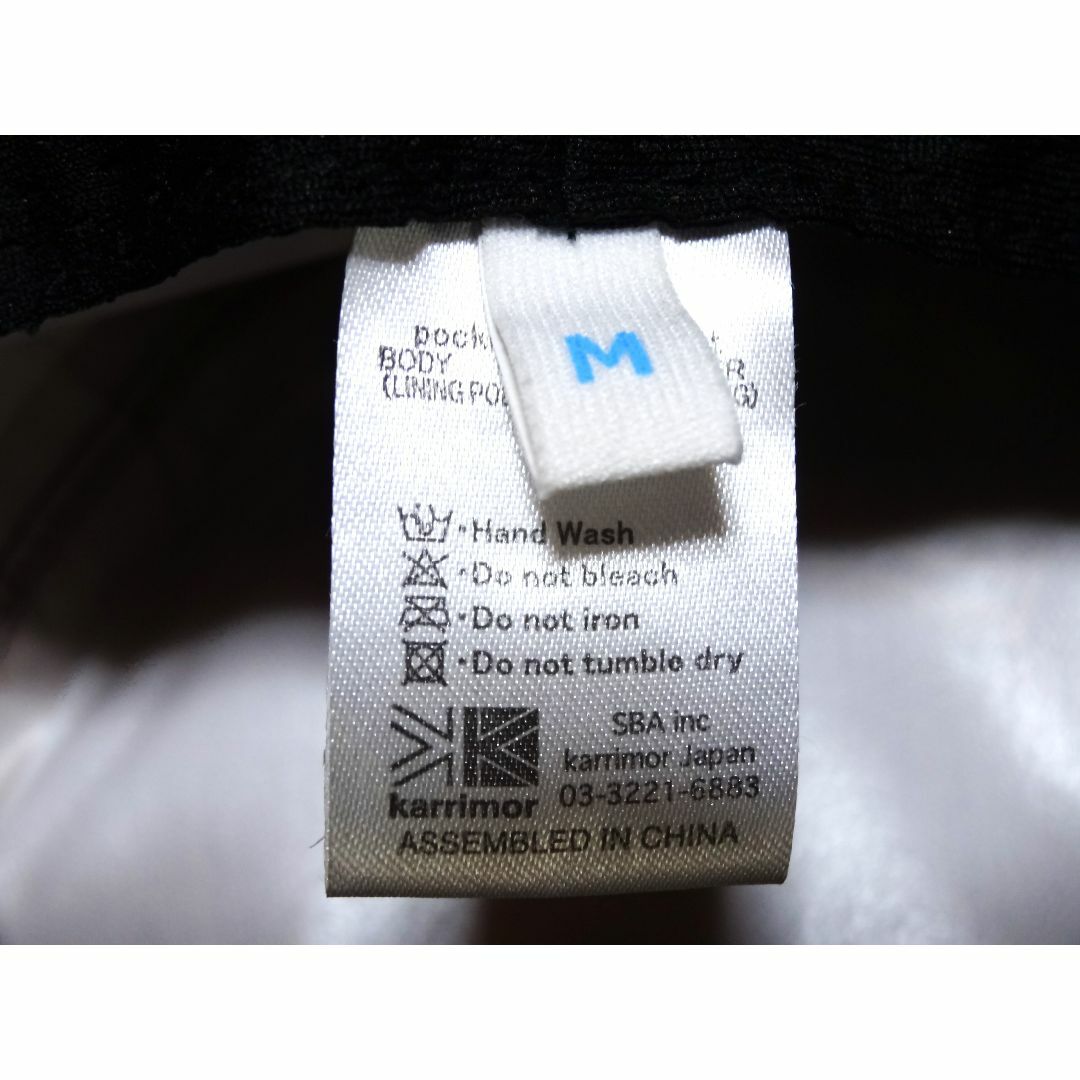 M
BODY
(LINING
Hand Wash
Do not bleach
Do not iron
Do not tumble dry
SBA inc
karrimor Japan
03-3221-6883
karrimor
ASSEMBLED IN CHINA